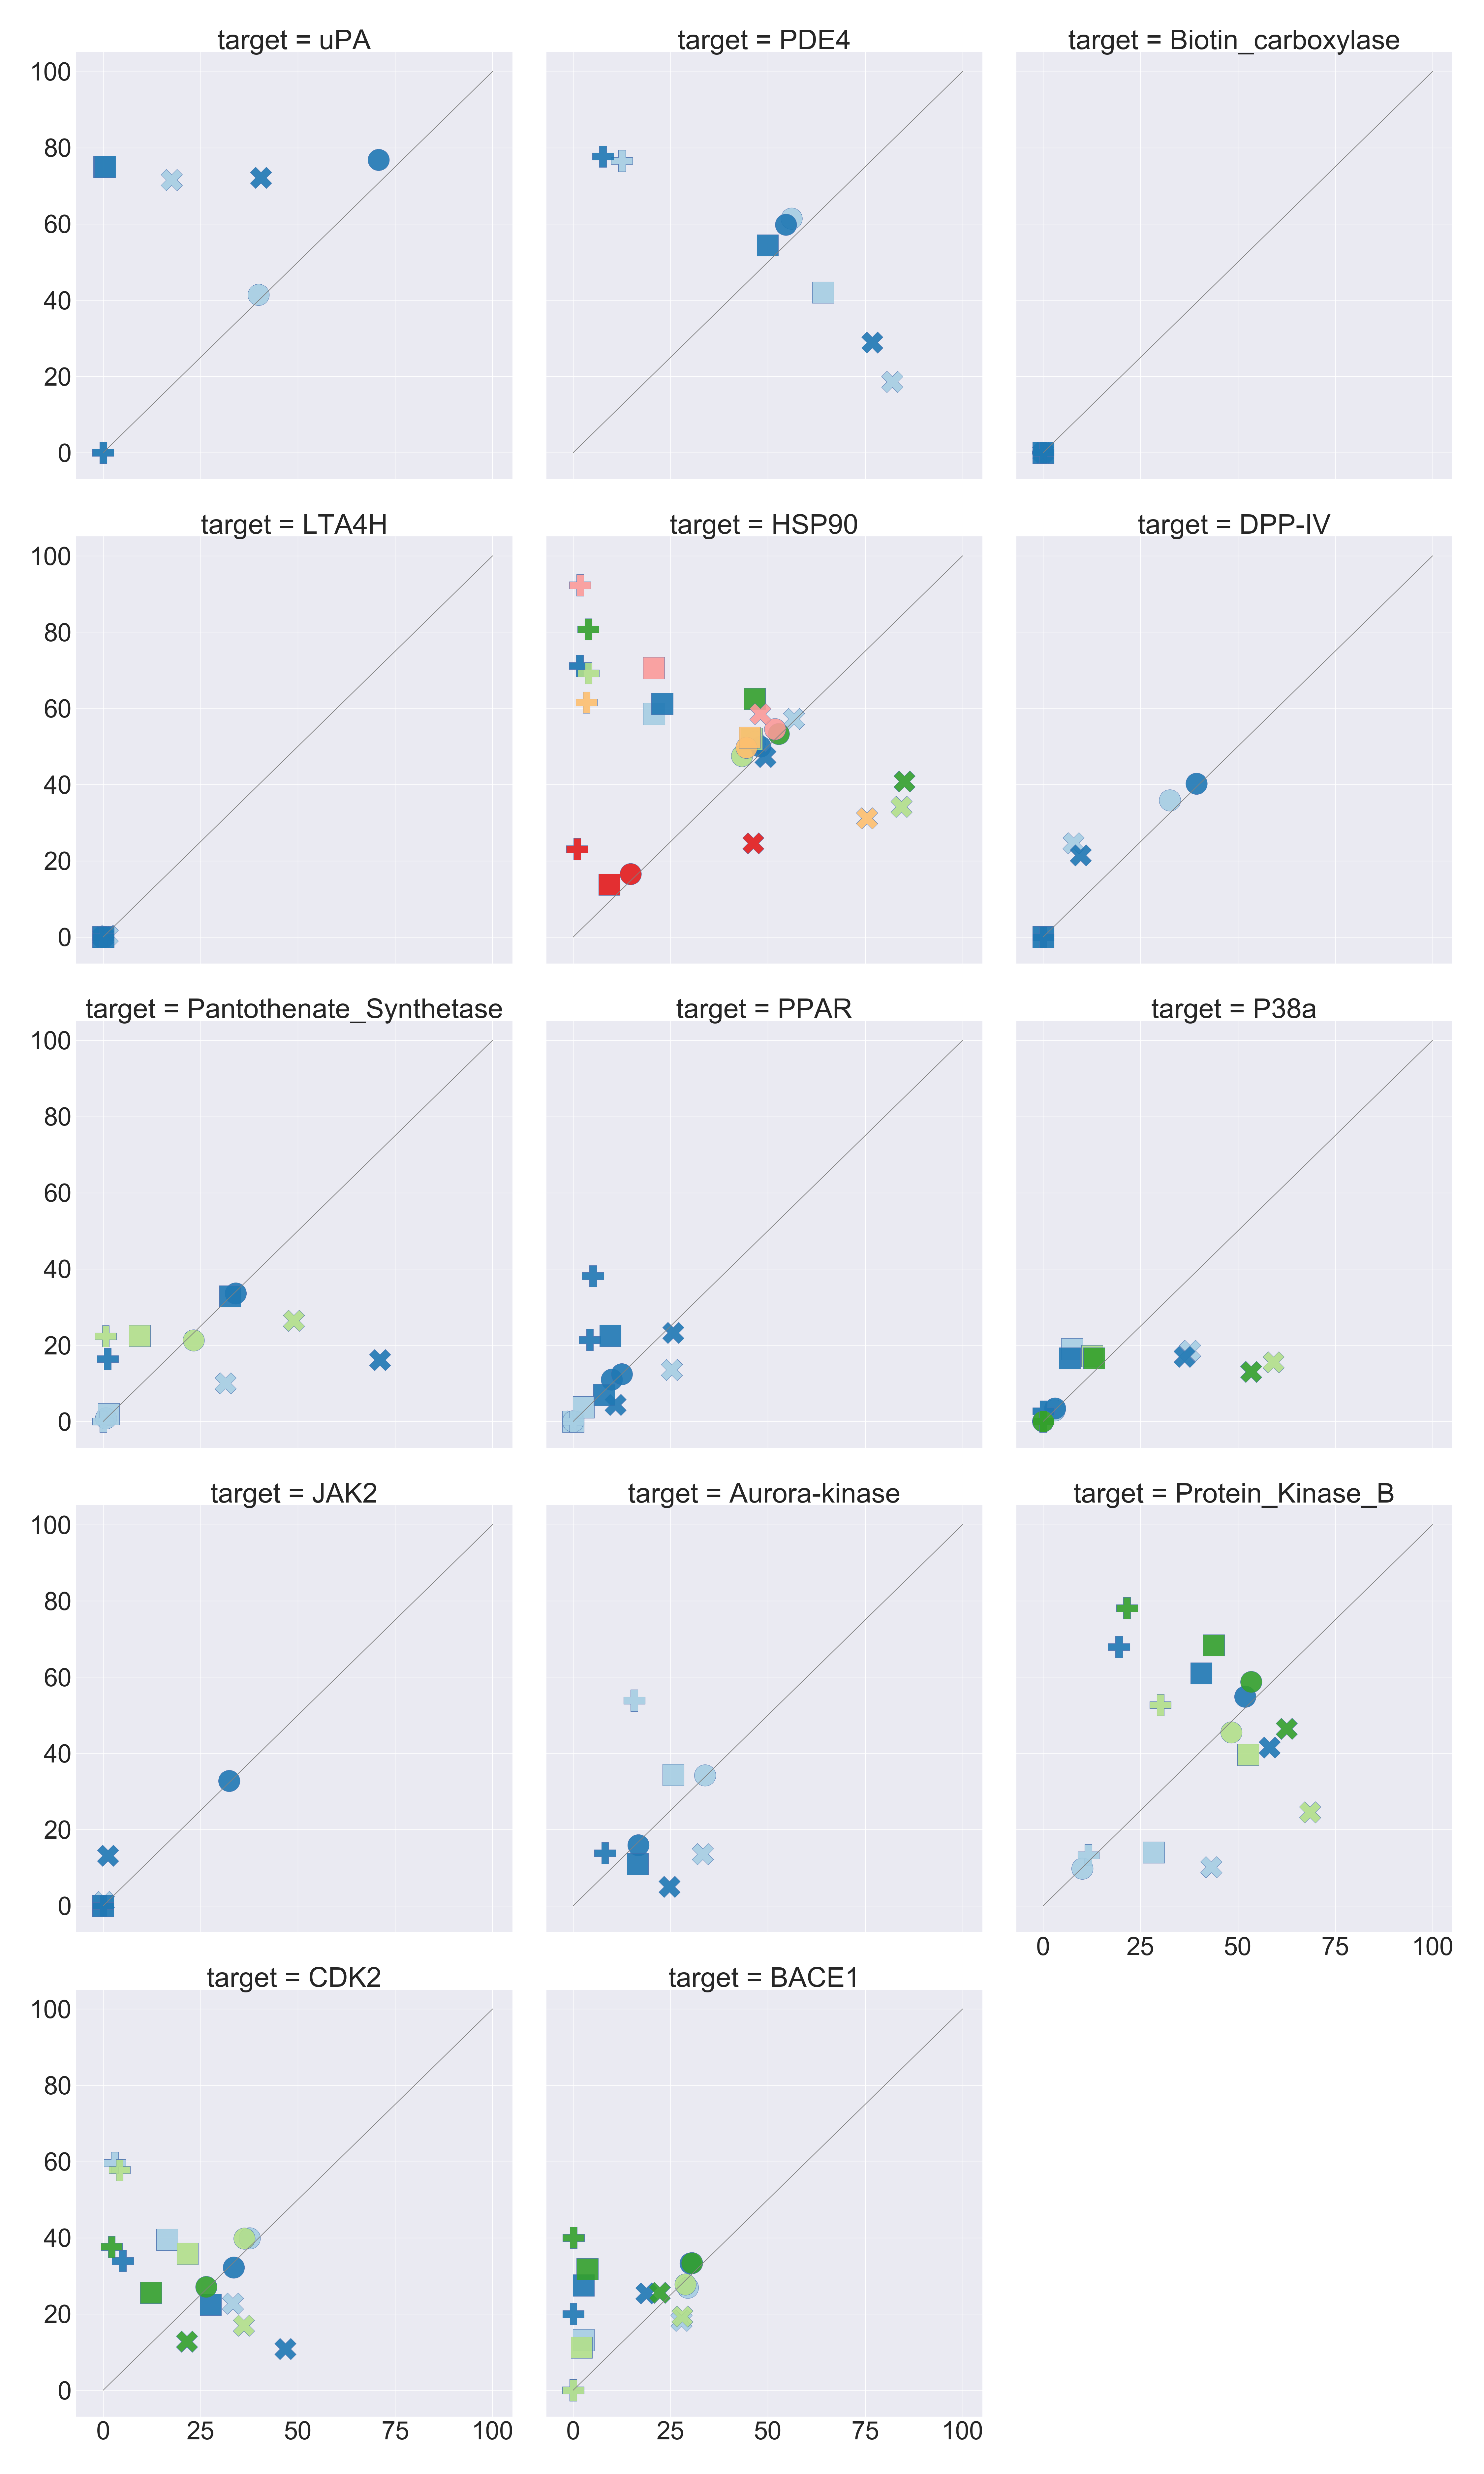 target = uPA
target = PDE4
target = Biotin_carboxylase
100
80
60
40
20
0
target = LTA4H
target = HSP90
target = DPP-IV
100
80
60
40
20
0
target = Pantothenate_Synthetase
target = PPAR
target = P38a
100
80
60
40
20
0
target = JAK2
target = Aurora-kinase
target = Protein_Kinase_B
100
80
60
40
20
0
0 25 50 75 100
target = CDK2
target = BACE1
100
80
60
40
20
0
0 25 50 75 100
0 25 50 75 100